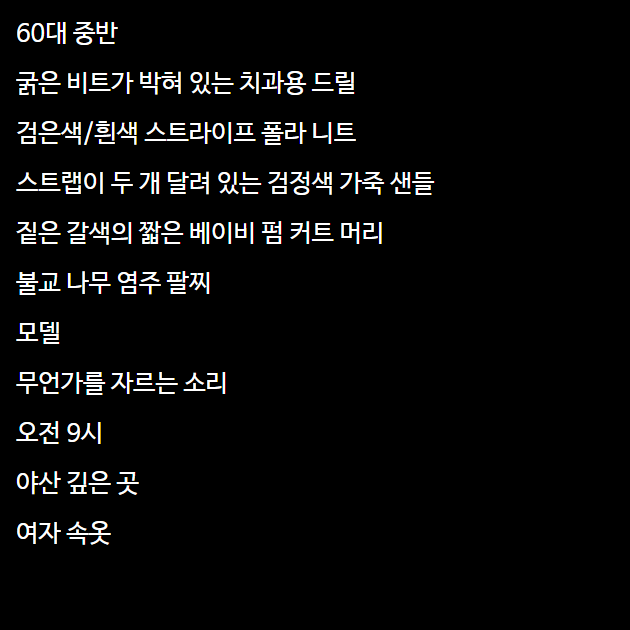 60대 중반
굵은 비트가 박혀 있는 치과용 드릴
검은색/흰색 스트라이프 폴라 니트
스트랩이 두 개 달려 있는 검정색 가죽 샌들
짙은 갈색의 짧은 베이비 펌 커트 머리
불교 나무 염주 팔찌
모델
무언가를 자르는 소리
오전 9시
야산 깊은 곳
여자 속옷